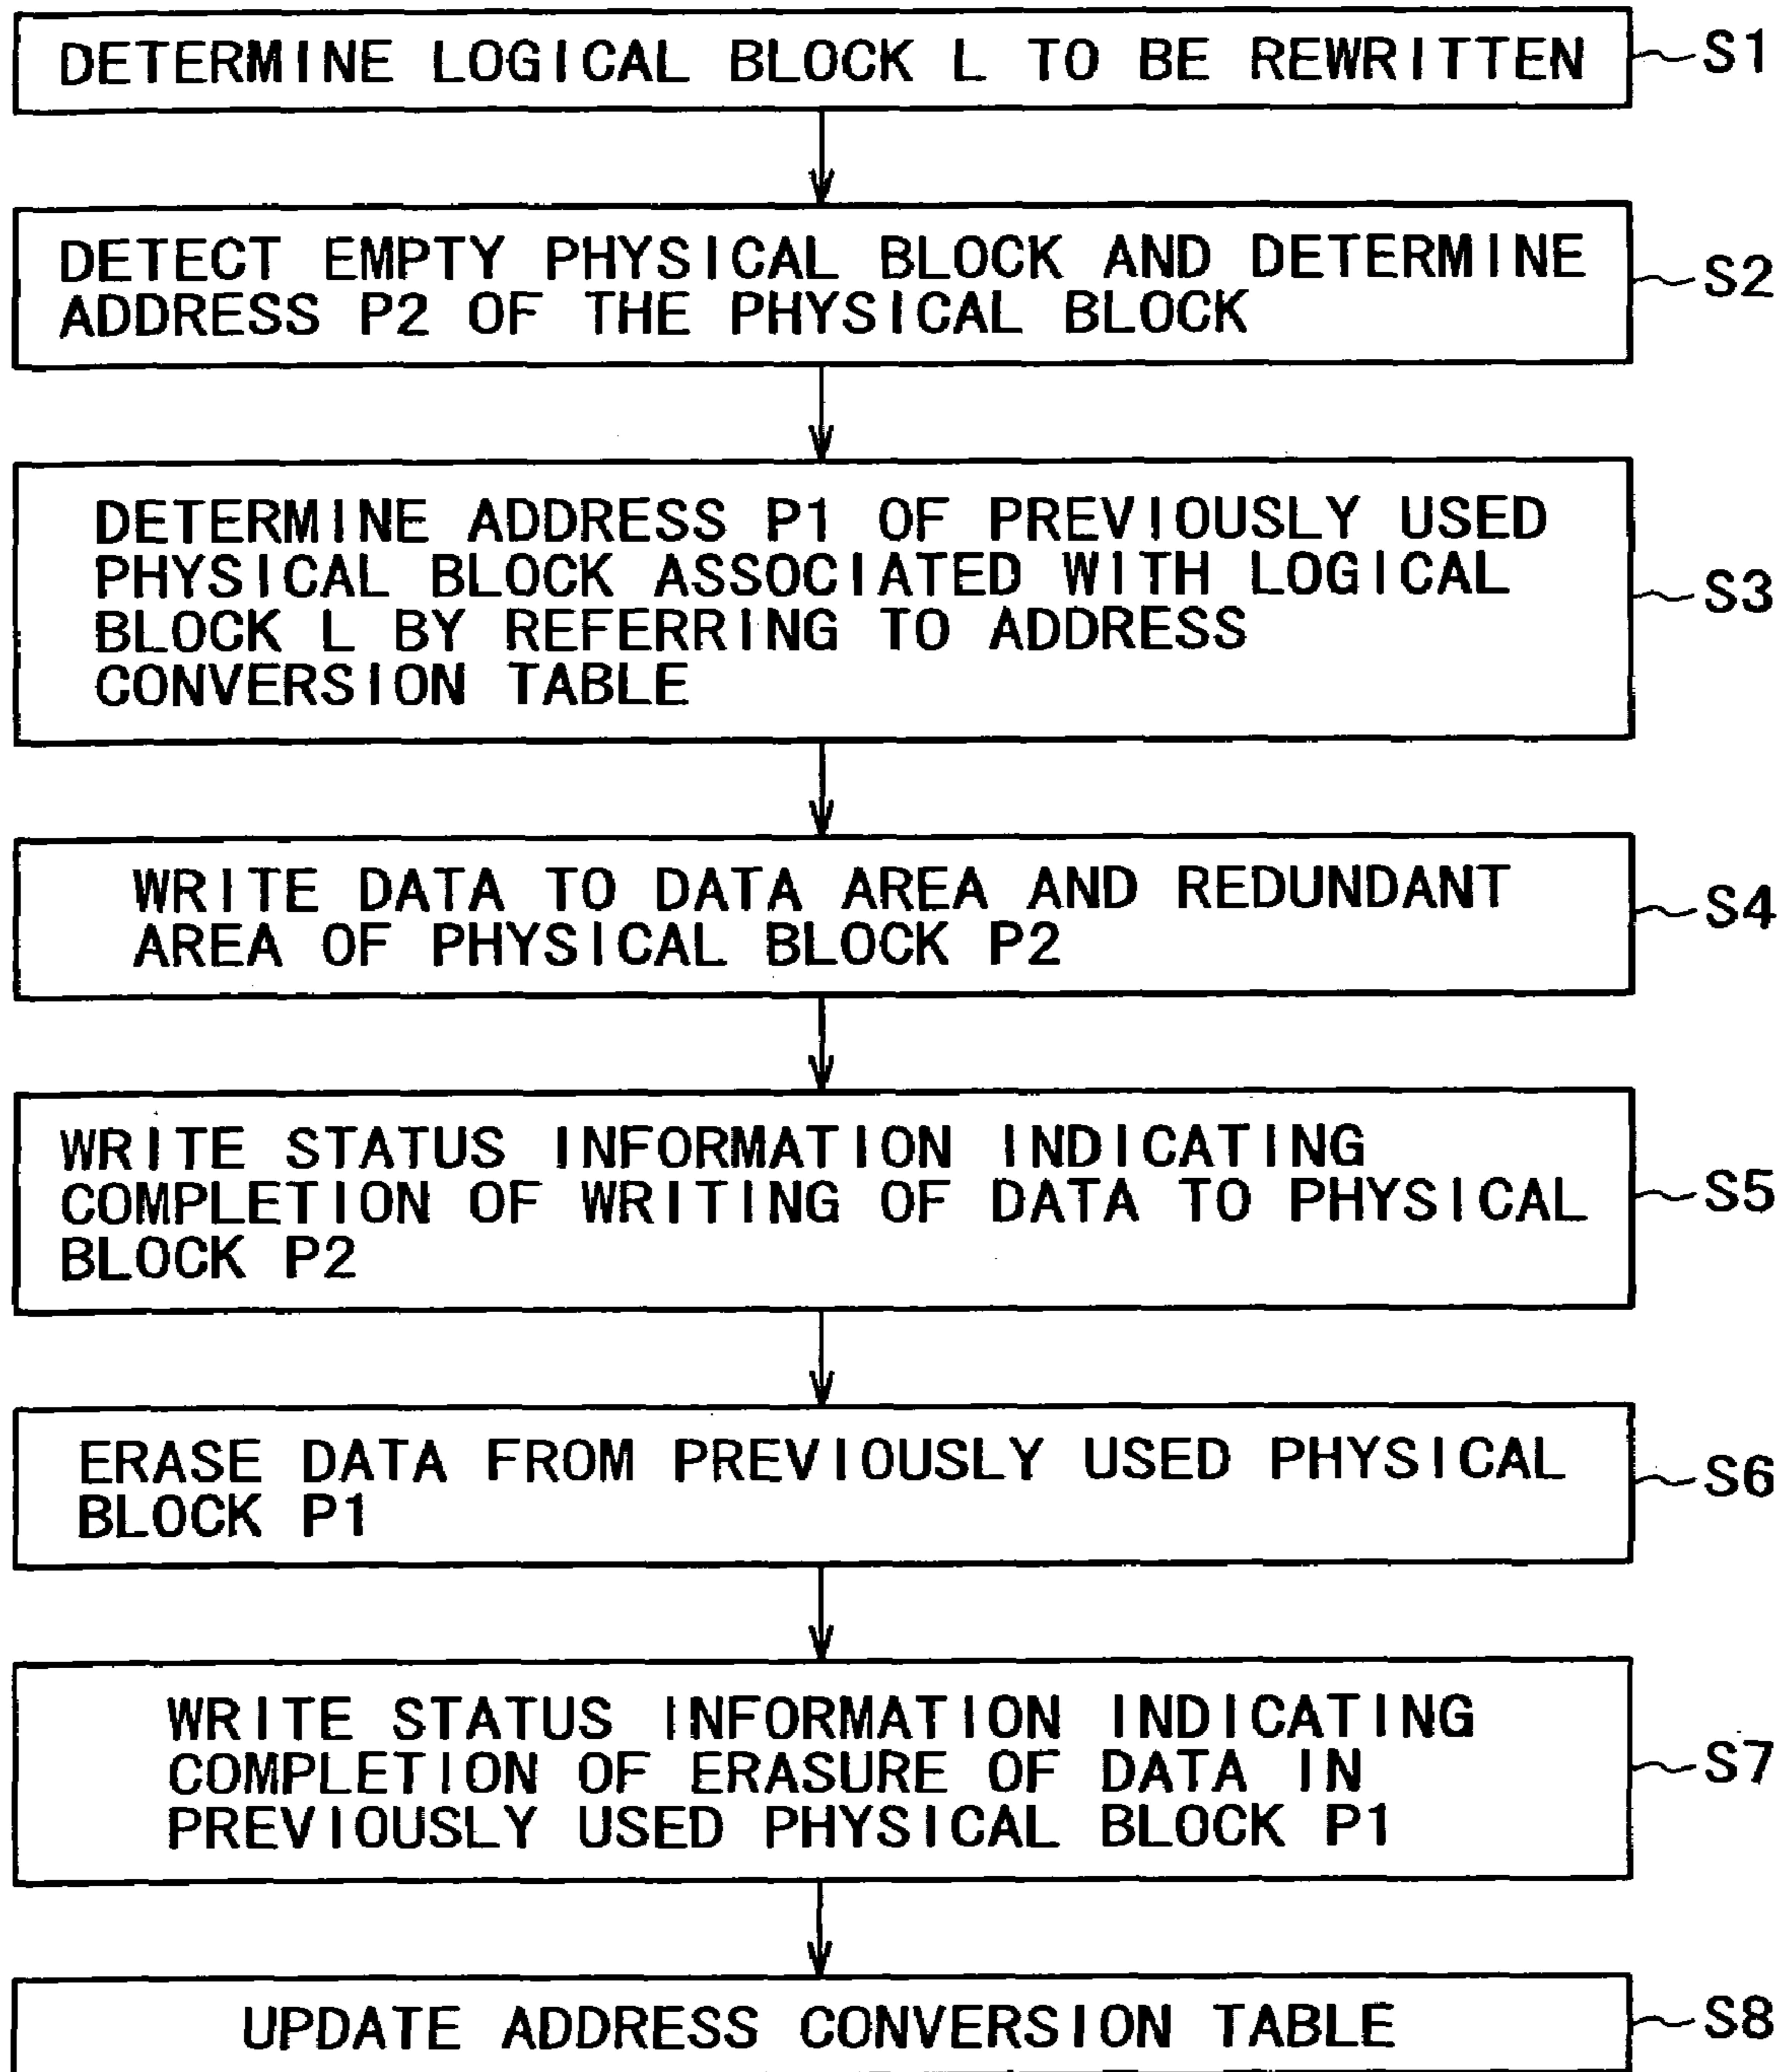 DETERMINE LOGICAL BLOCK L TO BE REWRITTEN
S1
DETECT EMPTY PHYSICAL BLOCK AND DETERMINE
ADDRESS P2 OF THE PHYSICAL BLOCK
S2
DETERMINE ADDRESS P1 OF PREVIOUSLY USED
PHYSICAL BLOCK ASSOCIATED WITH LOGICAL
BLOCK L BY REFERRING TO ADDRESS
CONVERSION TABLE
S3
WRITE DATA TO DATA AREA AND REDUNDANT
AREA OF PHYSICAL BLOCK P2
S4
WRITE STATUS INFORMATION INDICATING
COMPLETION OF WRITING OF DATA TO PHYSICAL
BLOCK P2
S5
ERASE DATA FROM PREVIOUSLY USED PHYSICAL
BLOCK P1
S6
WRITE STATUS INFORMATION INDICATING
COMPLETION OF ERASURE OF DATA IN
PREVIOUSLY USED PHYSICAL BLOCK P1
S7
UPDATE ADDRESS CONVERSION TABLE
S8